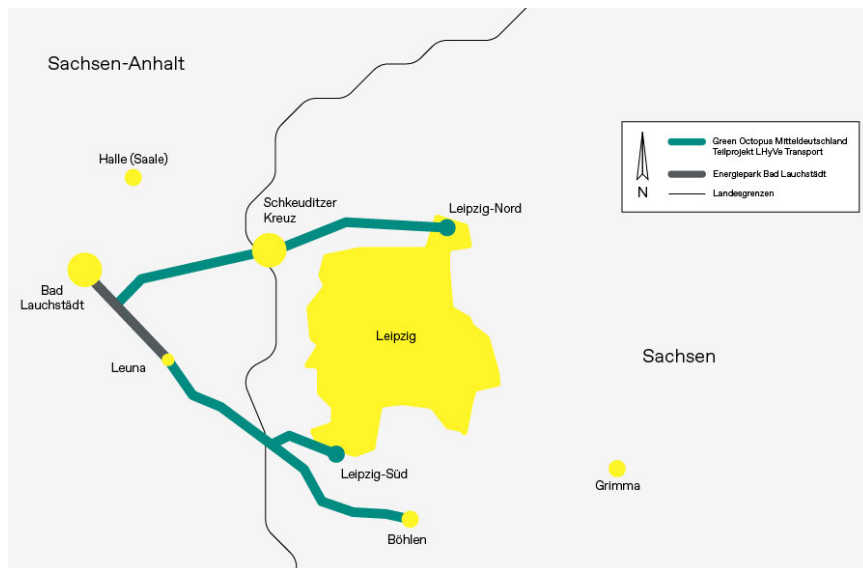 Sachsen-Anhalt
Halle (Saale)
Schkeuditzer
Kreuz
Leipzig-Nord
Green Octopus Mitteldeutschland
Teilprojekt LHyVe Transport
Energiepark Bad Lauchstädt
N
Landesgrenzen
Bad
Lauchstädt
Leipzig
Leuna
Sachsen
Leipzig-Süd
Grimma
Böhlen